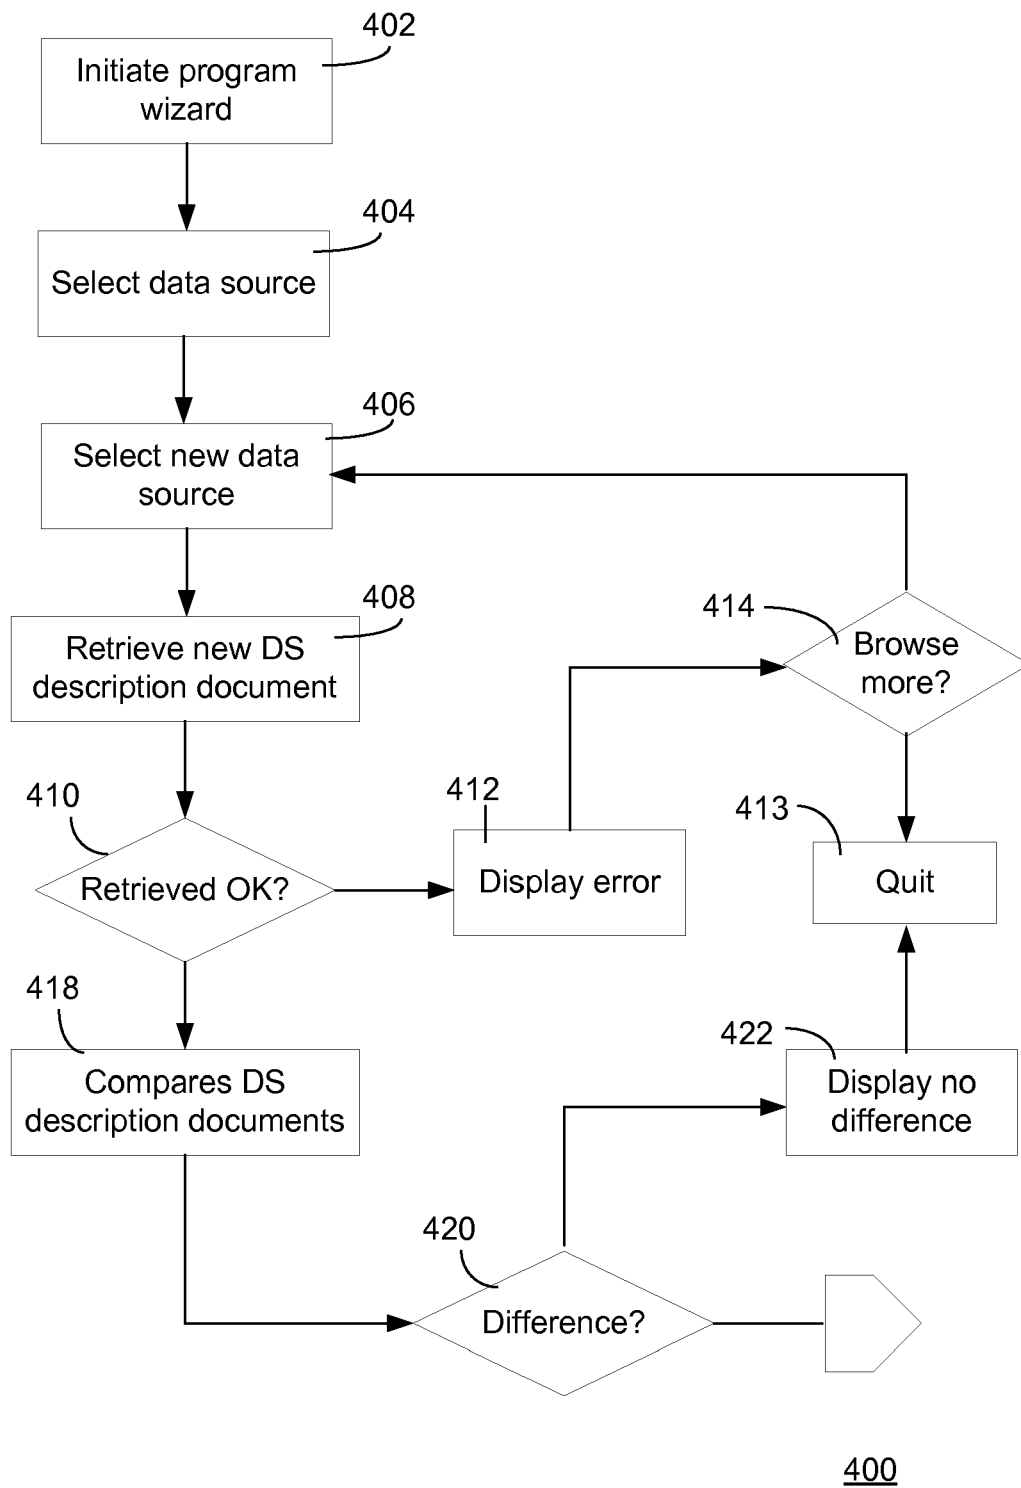 402
Initiate program
wizard
404
Select data source
406
Select new data
source
408
Retrieve new DS
description document
414
Browse
more?
410
Retrieved OK?
412
Display error
413
Quit
418
Compares DS
description documents
422
Display no
difference
420
Difference?
400